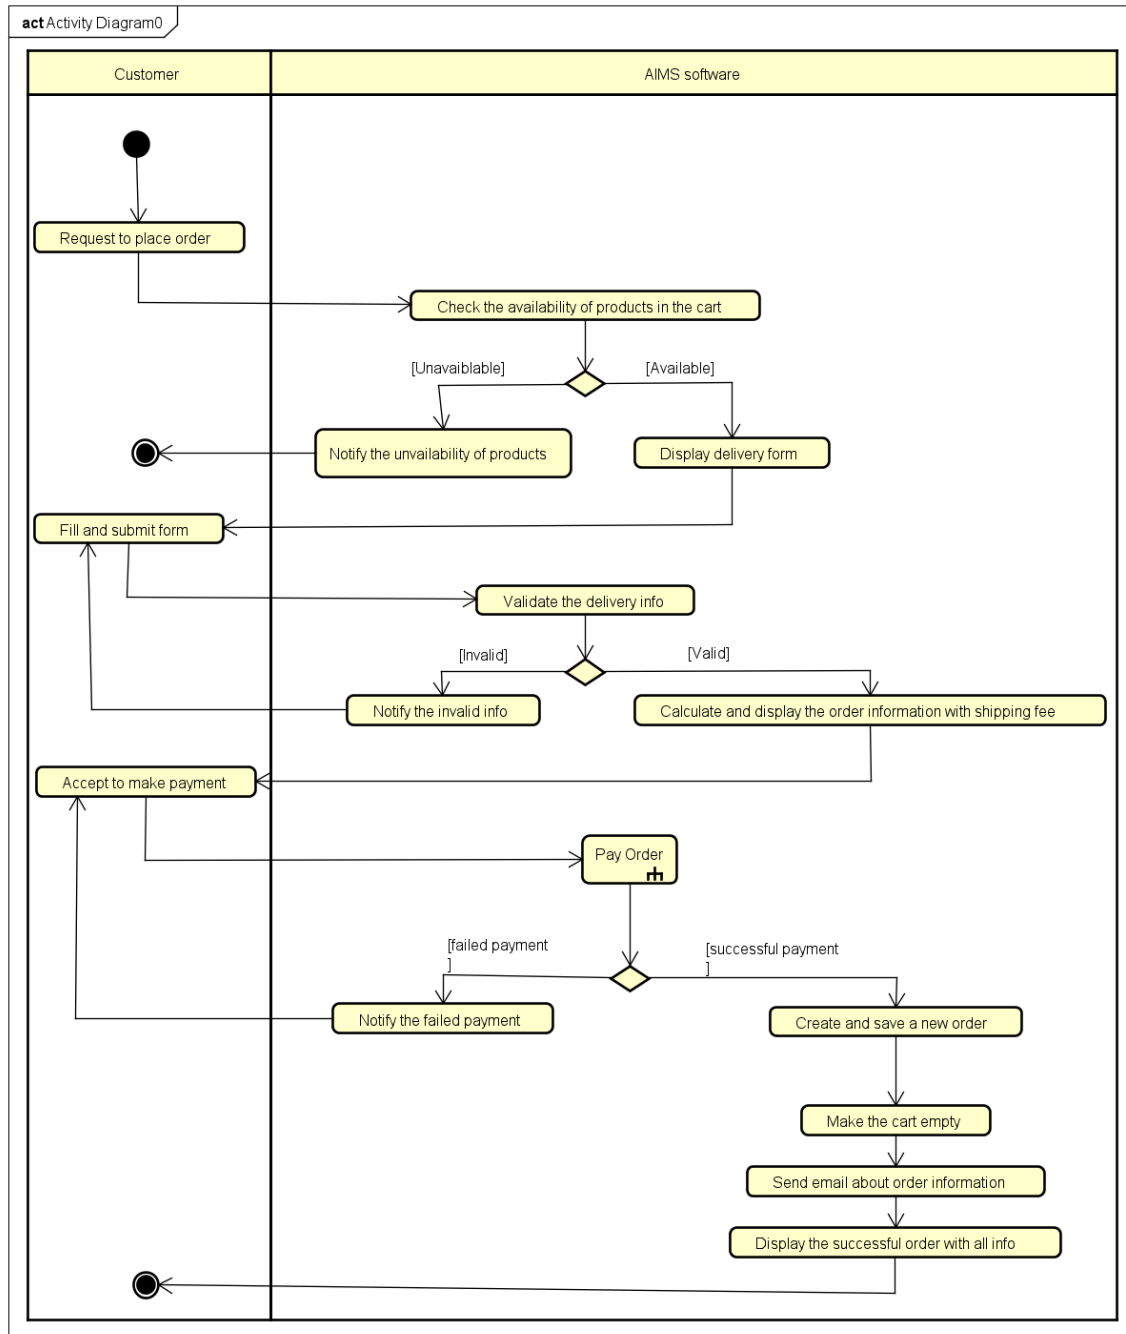 act Activity Diagram0
Customer
AIMS software
Request to place order
Check the availability of products in the cart
[Unavaiblable]
[Available]
Notify the unvailability of products
Display delivery form
Fill and submit form
Validate the delivery info
[Invalid]
[Valid]
Notify the invalid info
Calculate and display the order information with shipping fee
Accept to make payment
Pay Order
[failed payment
]
[successful payment
]
Notify the failed payment
Create and save a new order
Make the cart empty
Send email about order information
Display the successful order with all info